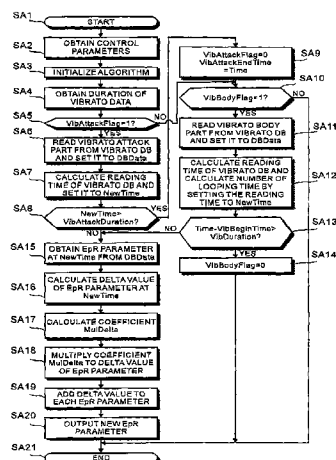 SA1
START
SA2
OBTAIN CONTROL
PARAMETERS
SA3
INITIALIZE ALGORITHM
SA4
OBTAIN DURATION OF
VIBRATO DATA
SA5
VibAttackFlag=1?
NO
YES
SA6
READ VIBRATO ATTACK
PART FROM VIBRATO DB
AND SET IT TO DBData
SA7
CALCULATE READING
TIME OF VIBRATO DB AND
SET IT TO NewTime
SA8
NewTime>
VibAttackDuration?
YES
NO
SA9
VibAttackFlag=0
VibAttackEndTime
=Time
SA10
VibBodyFlag=1?
NO
YES
SA11
READ VIBRATO BODY
PART FROM VIBRATO DB
AND SET IT TO DBData
SA12
CALCULATE READING
TIME OF VIBRATO DB AND
CALCULATE NUMBER OF
LOOPING TIME BY
SETTING THE READING
TIME TO NewTime
SA13
Time-VibBeginTime>
VibDuration?
NO
YES
SA14
VibBodyFlag=0
SA15
OBTAIN EpR PARAMETER
AT NewTime FROM DBData
SA16
CALCULATE DELTA VALUE
OF EpR PARAMETER AT
NewTime
SA17
CALCULATE COEFFICIENT
MulDelta
SA18
MULTIPLY COEFFICIENT
MulDelta TO DELTA VALUE
OF EpR PARAMETER
SA19
ADD DELTA VALUE TO
EACH EpR PARAMETER
SA20
OUTPUT NEW EpR
PARAMETER
SA21
END